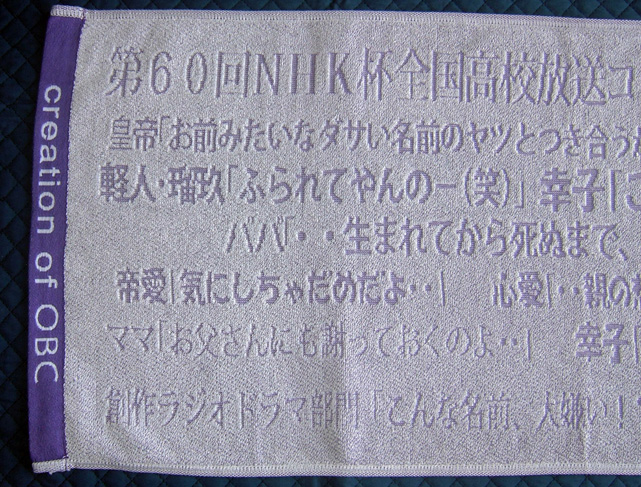 creation of OBC
第60回NHK杯全国高校放送コ
皇帝「お前みたいなダサい名前のヤツとつき合う
軽人・瑠玖「ふられてやんのー(笑)」 幸子「
ババ「・・生まれてから死ぬまで、
帝愛「気にしちゃだめだよ・・」 心愛「・・親の
ママ「お父さんにも謝っておくのよ・・」 幸子「
創作ラジオドラマ部門「こんな名前、大嫌い!